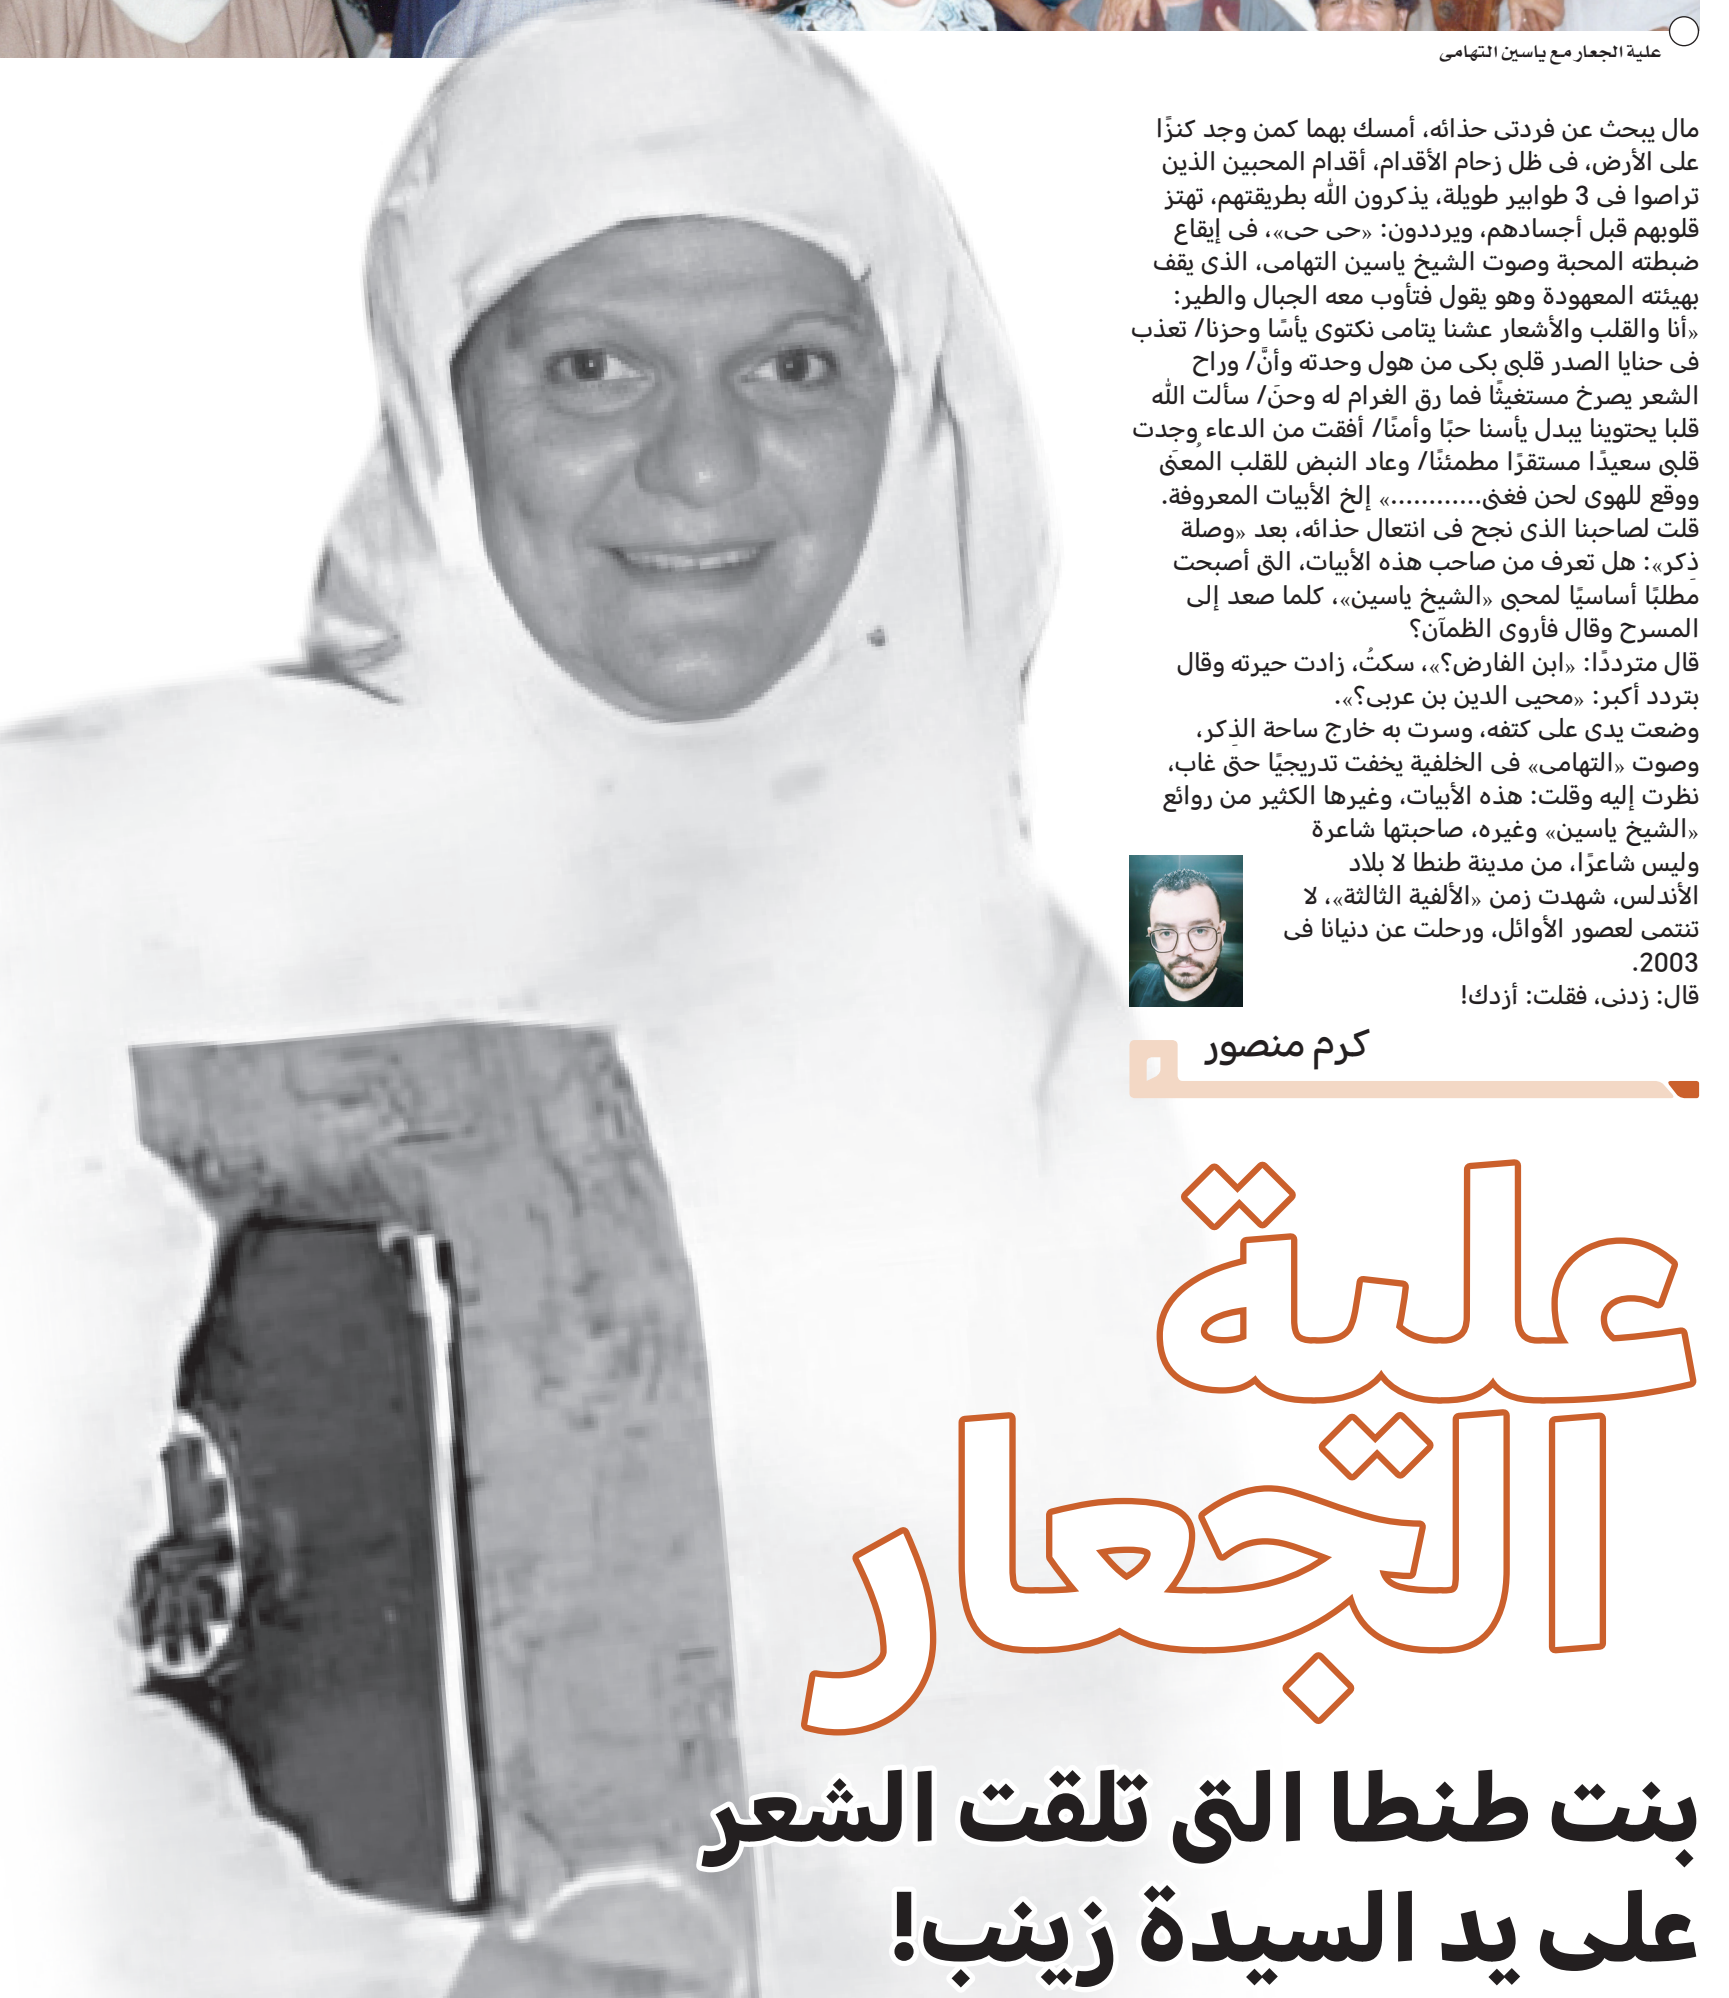 علية الجعار مع ياسين التهامى
مال يبحث عن فردتى حذائه، أمسك بهما كمن وجد كنزًا
على الأرض، فى ظل زحام الأقدام، أقدام المحبين الذين
تراصوا فى 3 طوابير طويلة، يذكرون الله بطريقتهم، تهتز
قلوبهم قبل أجسادهم، ويرددون: «حى حى»، فى إيقاع
ضبطته المحبة وصوت الشيخ ياسين التهامى، الذى يقف
بهيئته المعهودة وهو يقول فتأوب معه الجبال والطير:
«أنا والقلب والأشعار عشنا يتامى نكتوى يأسًا وحزنا/ تعذب
فى حنايا الصدر قلبى بكى من هول وحدته وأنَّ/ وراح
الشعر يصرخ مستغيثًا فما رق الغرام له وحنَ/ سألت الله
قلبا يحتوينا يبدل يأسنا حبًا وأمنًا/ أفقت من الدعاء وجدت
قلبى سعيدًا مستقرًا مطمئنًا/ وعاد النبض للقلب المُعنَى
ووقع للهوى لحن فغنى............» إلخ الأبيات المعروفة.
قلت لصاحبنا الذى نجح فى انتعال حذائه، بعد «وصلة
ذِكر»: هل تعرف من صاحب هذه الأبيات، التى أصبحت
مطلبًا أساسيًا لمحبى «الشيخ ياسين»، كلما صعد إلى
المسرح وقال فأروى الظمآن؟
قال مترددًا: «ابن الفارض؟»، سكتُ، زادت حيرته وقال
بتردد أكبر: «محيى الدين بن عربى؟».
وضعت يدى على كتفه، وسرت به خارج ساحة الذِكر،
وصوت «التهامى» فى الخلفية يخفت تدريجيًا حتى غاب،
نظرت إليه وقلت: هذه الأبيات، وغيرها الكثير من روائع
«الشيخ ياسين» وغيره، صاحبتها شاعرة
وليس شاعرًا، من مدينة طنطا لا بلاد
الأندلس، شهدت زمن «الألفية الثالثة»، لا
تنتمى لعصور الأوائل، ورحلت عن دنيانا فى
2003.
قال: زدنى، فقلت: أزدك!
كرم منصور
علية
الجعار
بنت طنطا التى تلقت الشعر
على يد السيدة زينب!